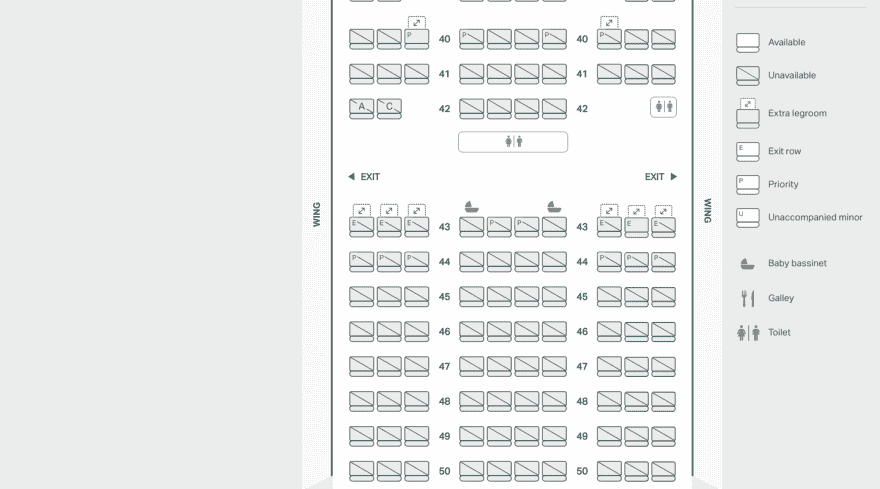 P
P 40 P P 40 P
41 41
A C 42 42
EXIT EXIT
WING WING
E E E 43 P P 43 E E E
P P P 44 44 P P P
45 45
46 46
47 47
48 48
49 49
50 50
Available
Unavailable
Extra legroom
E Exit row
P Priority
U Unaccompanied minor
Baby bassinet
Galley
Toilet